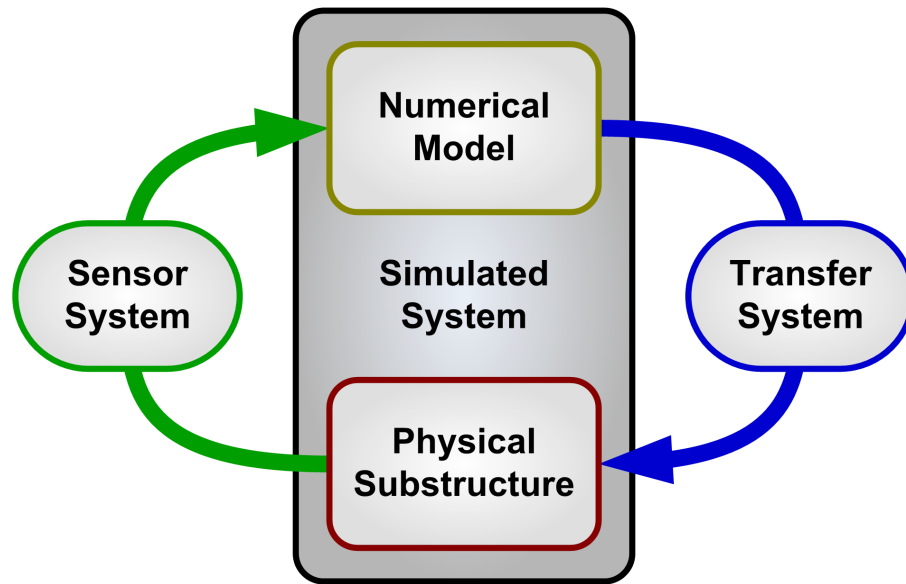 Numerical
Model
Sensor
System
Simulated
System
Transfer
System
Physical
Substructure